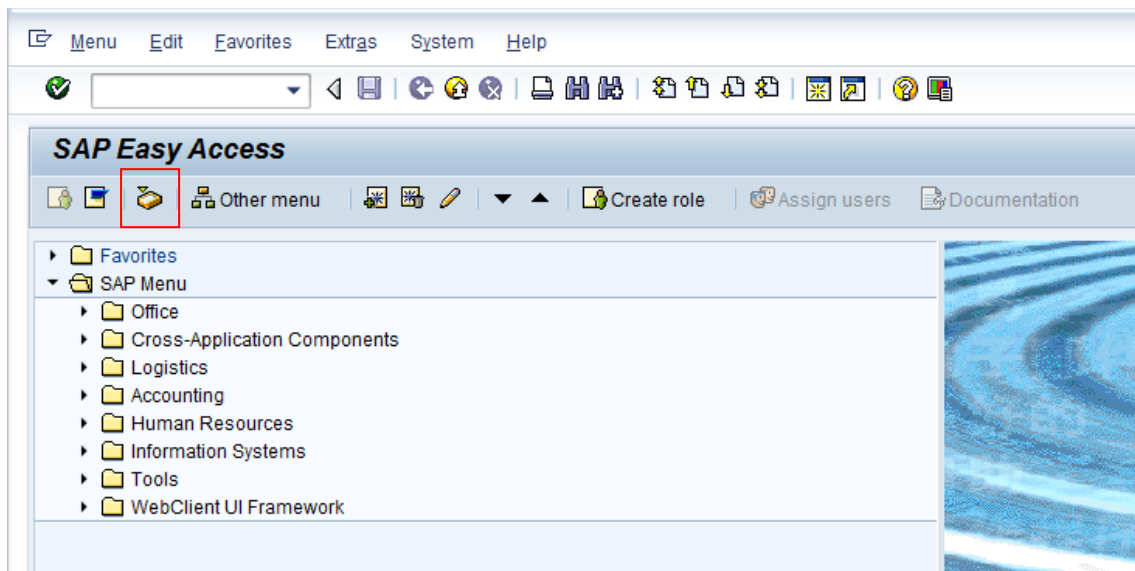 Menu Edit Favorites Extras System Help
SAP Easy Access
Other menu Create role Assign users Documentation
Favorites
SAP Menu
Office
Cross-Application Components
Logistics
Accounting
Human Resources
Information Systems
Tools
WebClient UI Framework